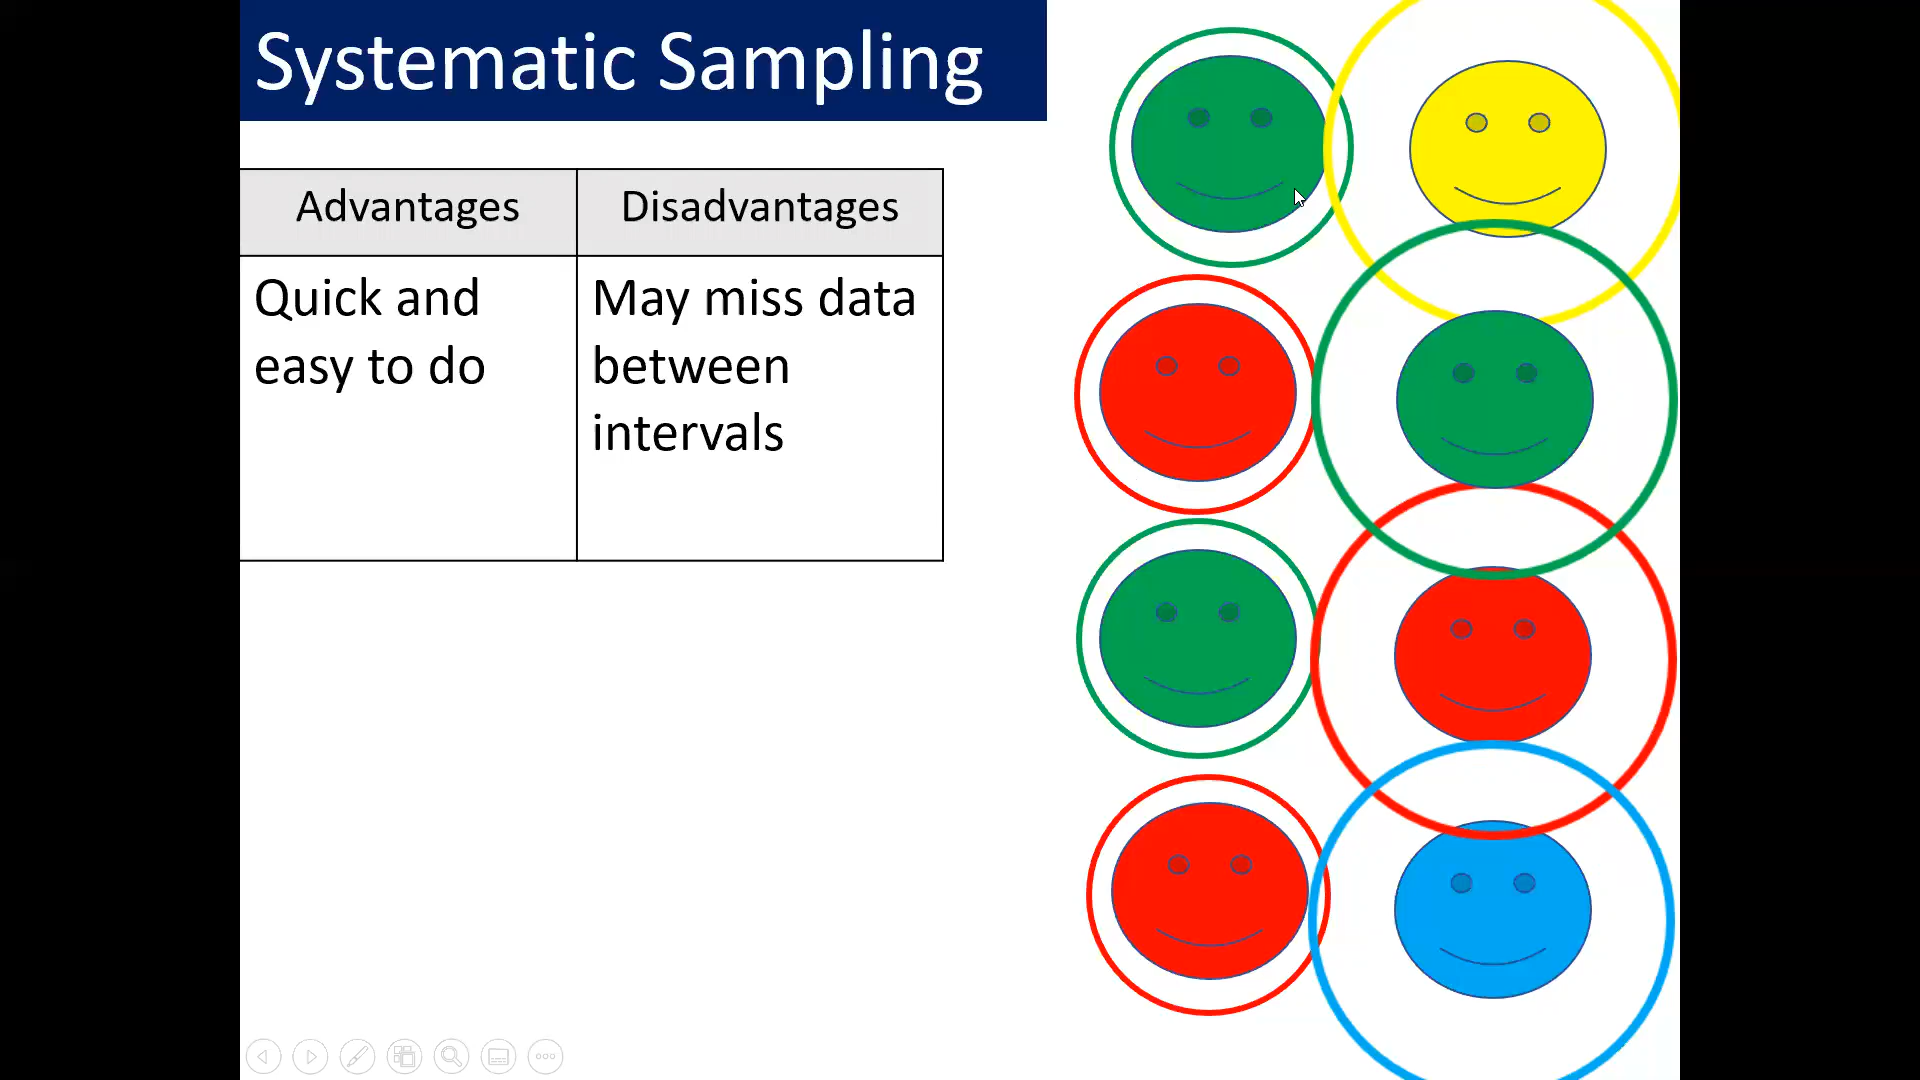 Systematic Sampling
Advantages
Disadvantages
Quick and
easy to do
May miss data
between
intervals